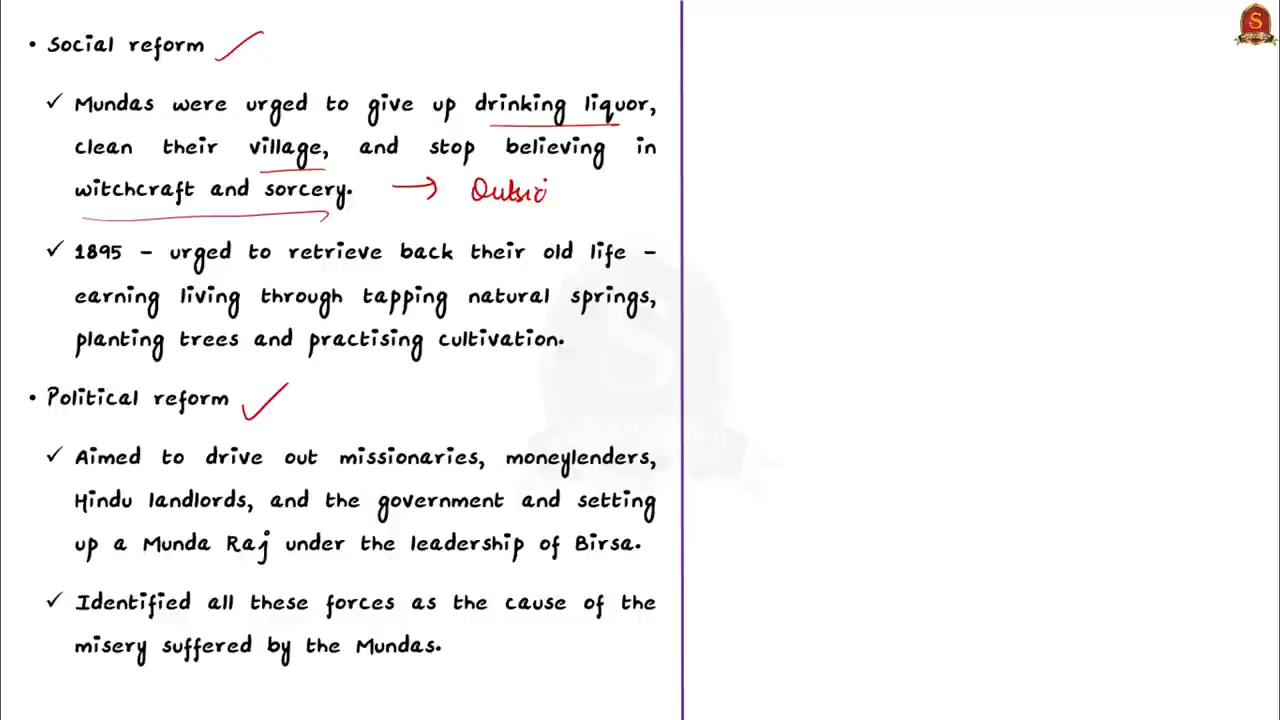 • Social reform
✓ Mundas were urged to give up drinking liquor,
clean their village, and stop believing in
witchcraft and sorcery. →
✓ 1895 – urged to retrieve back their old life –
earning living through tapping natural springs,
planting trees and practising cultivation.
• Political reform
✓ Aimed to drive out missionaries, moneylenders,
Hindu landlords, and the government and setting
up a Munda Raj under the leadership of Birsa.
✓ Identified all these forces as the cause of the
misery suffered by the Mundas.
S